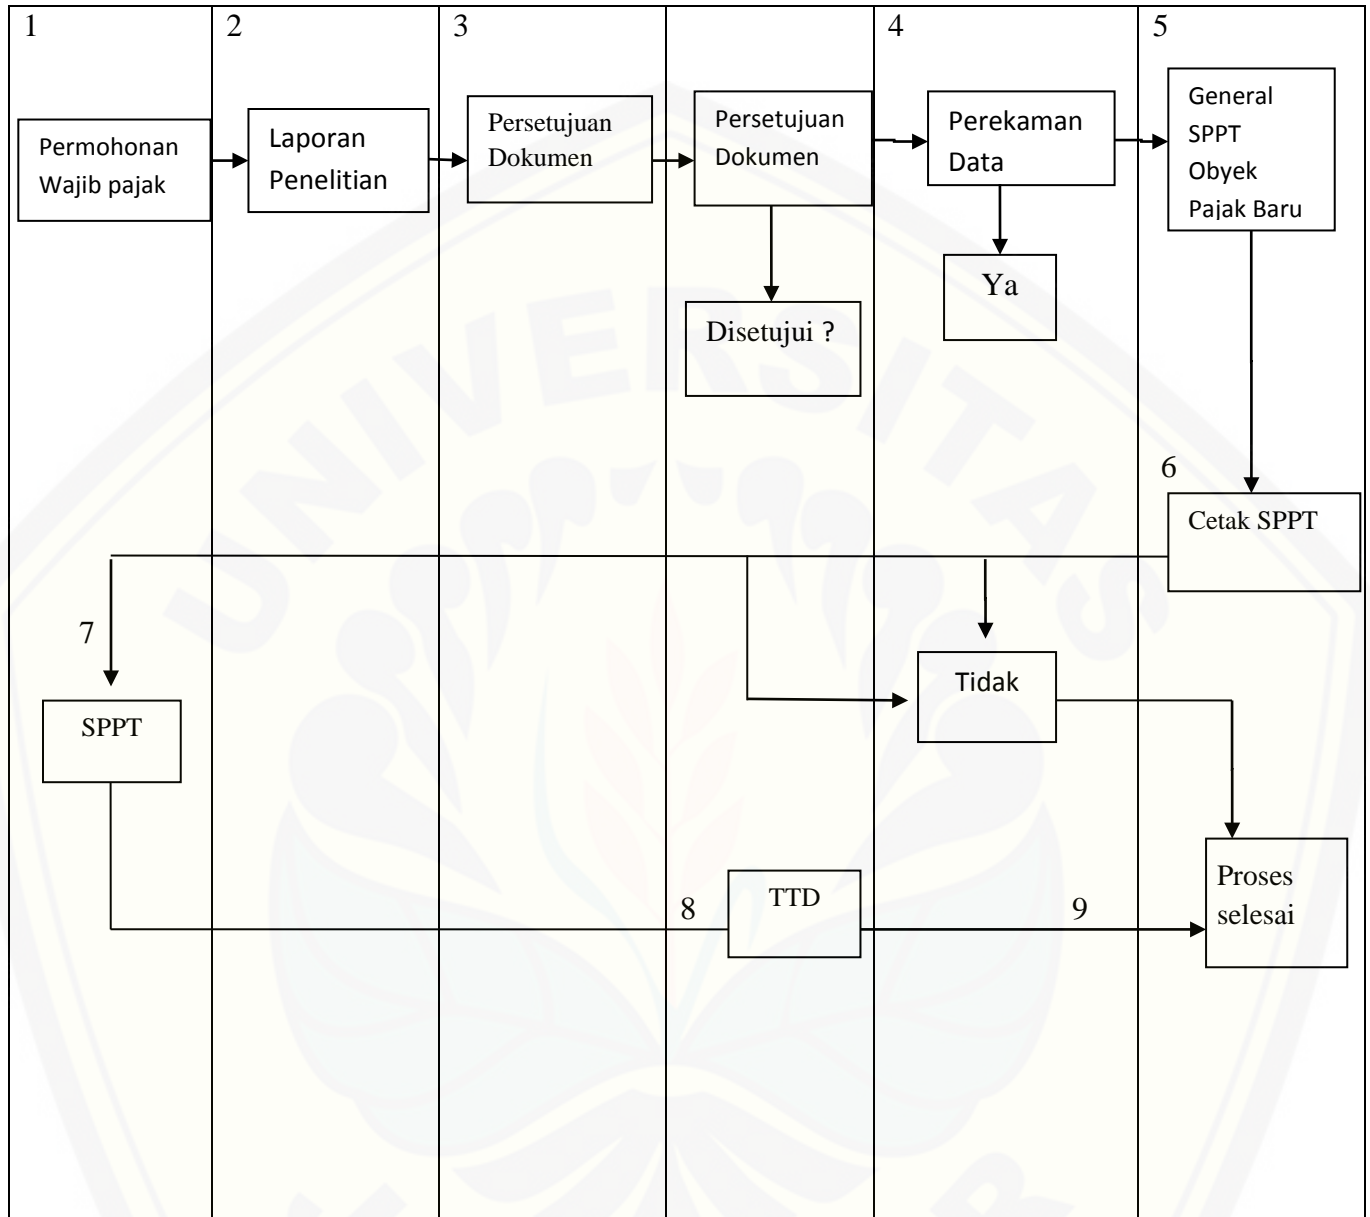 1
2
3
4
5
Permohonan
Wajib pajak
Laporan
Penelitian
Persetujuan
Dokumen
Persetujuan
Dokumen
Perekaman
Data
General
SPPT
Obyek
Pajak Baru
Disetujui ?
Ya
6
Cetak SPPT
7
SPPT
Tidak
8
TTD
9
Proses
selesai
UNIVERSITAS